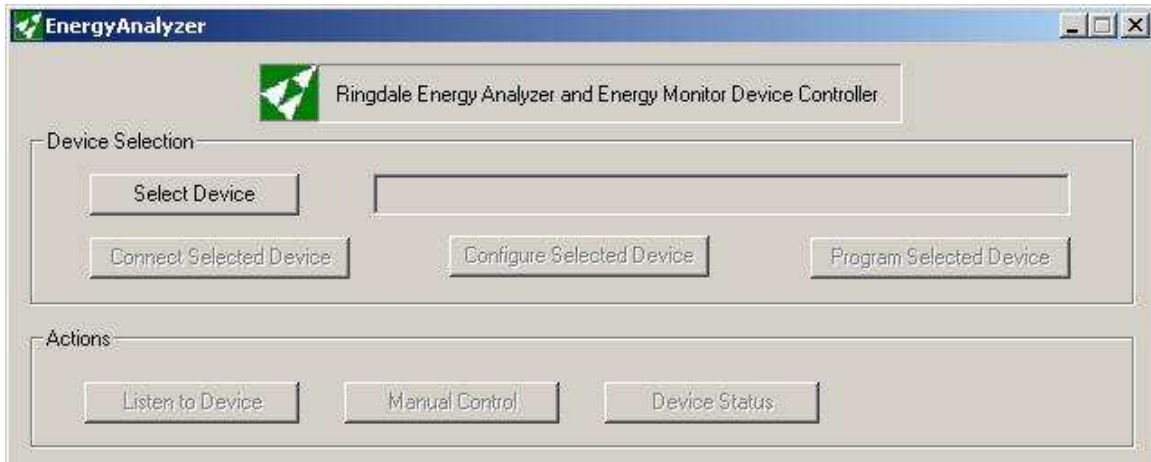 EnergyAnalyzer
Ringdale Energy Analyzer and Energy Monitor Device Controller
Device Selection
Select Device
Connect Selected Device Configure Selected Device Program Selected Device
Actions
Listen to Device Manual Control Device Status